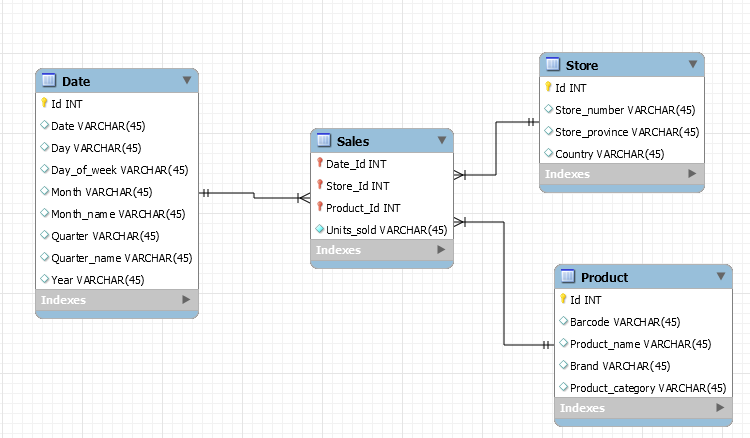 Date
Id INT
Date VARCHAR(45)
Day VARCHAR(45)
Day_of_week VARCHAR(45)
Month VARCHAR(45)
Month_name VARCHAR(45)
Quarter VARCHAR(45)
Quarter_name VARCHAR(45)
Year VARCHAR(45)
Indexes
Sales
Date_Id INT
Store_Id INT
Product_Id INT
Units_sold VARCHAR(45)
Indexes
Store
Id INT
Store_number VARCHAR(45)
Store_province VARCHAR(45)
Country VARCHAR(45)
Indexes
Product
Id INT
Barcode VARCHAR(45)
Product_name VARCHAR(45)
Brand VARCHAR(45)
Product_category VARCHAR(45)
Indexes